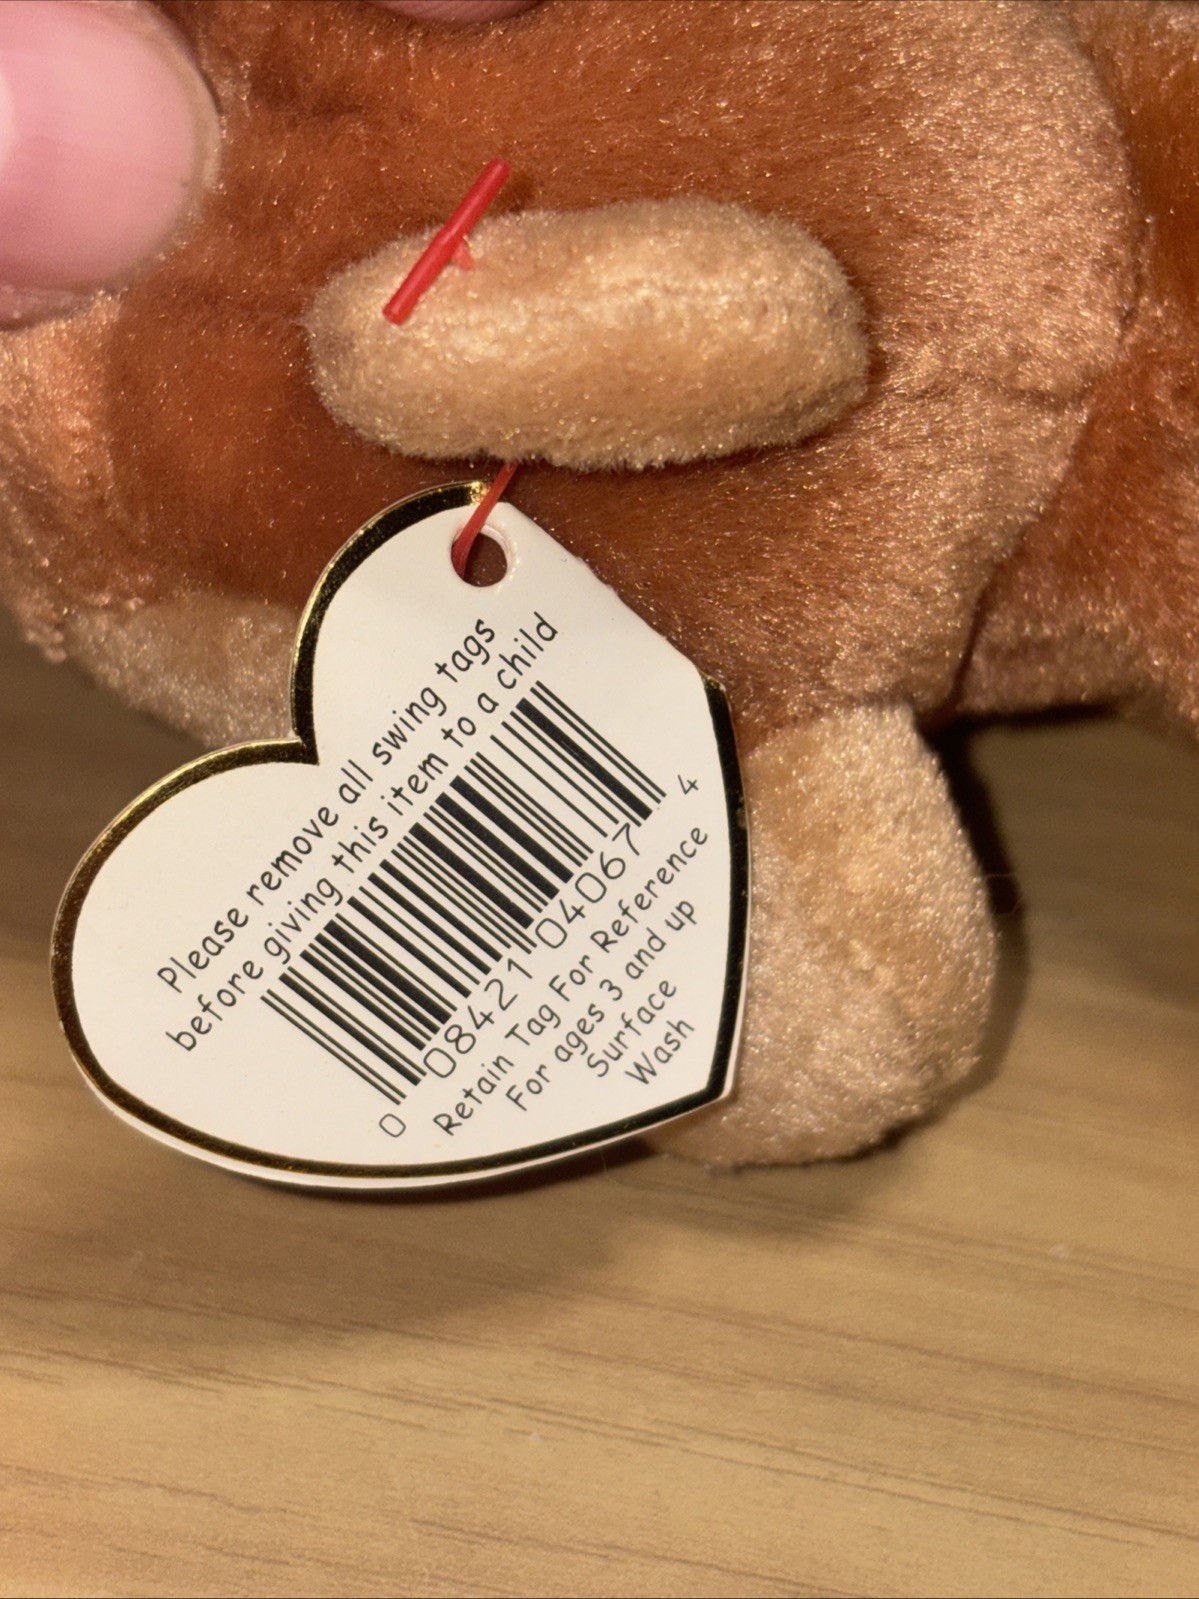 Please remove all swing tags
before giving this item to a child
0 08421 04067 4
Retain Tag For Reference
For ages 3 and up
Surface
Wash